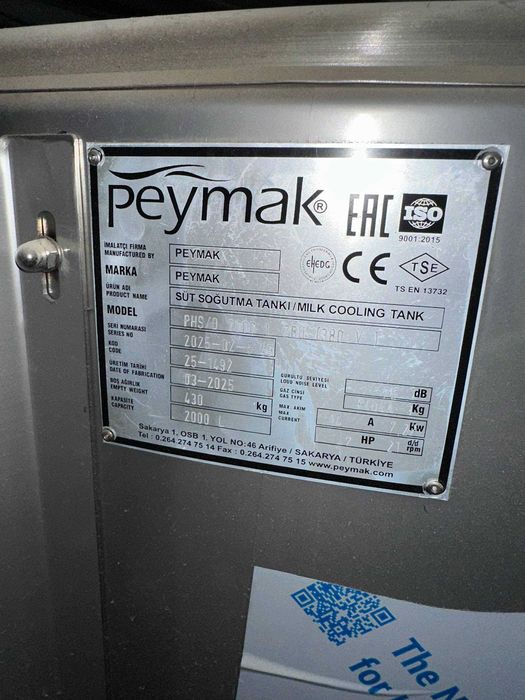 peymak®
EAC
ISO
9001:2015
EHEDG
CE
TSE
TS EN 13732
İMALATÇI FİRMA
MANUFACTURED BY
PEYMAK
MARKA
PEYMAK
ÜRÜN ADI
PRODUCT NAME
SÜT SOĞUTMA TANKI/MILK COOLING TANK
MODEL
SERİ NUMARASI
SERIES NO
KOD
CODE
25-1497
ÜRETİM TARİHİ
DATE OF FABRICATION
03-2025
BOŞ AĞIRLIK
EMPTY WEIGHT
430 kg
KAPASİTE
CAPACITY
2000 L
GÜRÜLTÜ SEVİYESİ
LOUD NOISE LEVEL
dB
GAZ CİNSİ
GAS TYPE
Kg
MAX. AKIM
MAX.
CURRENT
A
Kw
HP
d/d
rpm
Sakarya 1. OSB 1. YOL NO:46 Arifiye / SAKARYA / TÜRKİYE
Tel : 0.264.274 75 14 Fax : 0.264.274 75 15 www.peymak.com
The
for